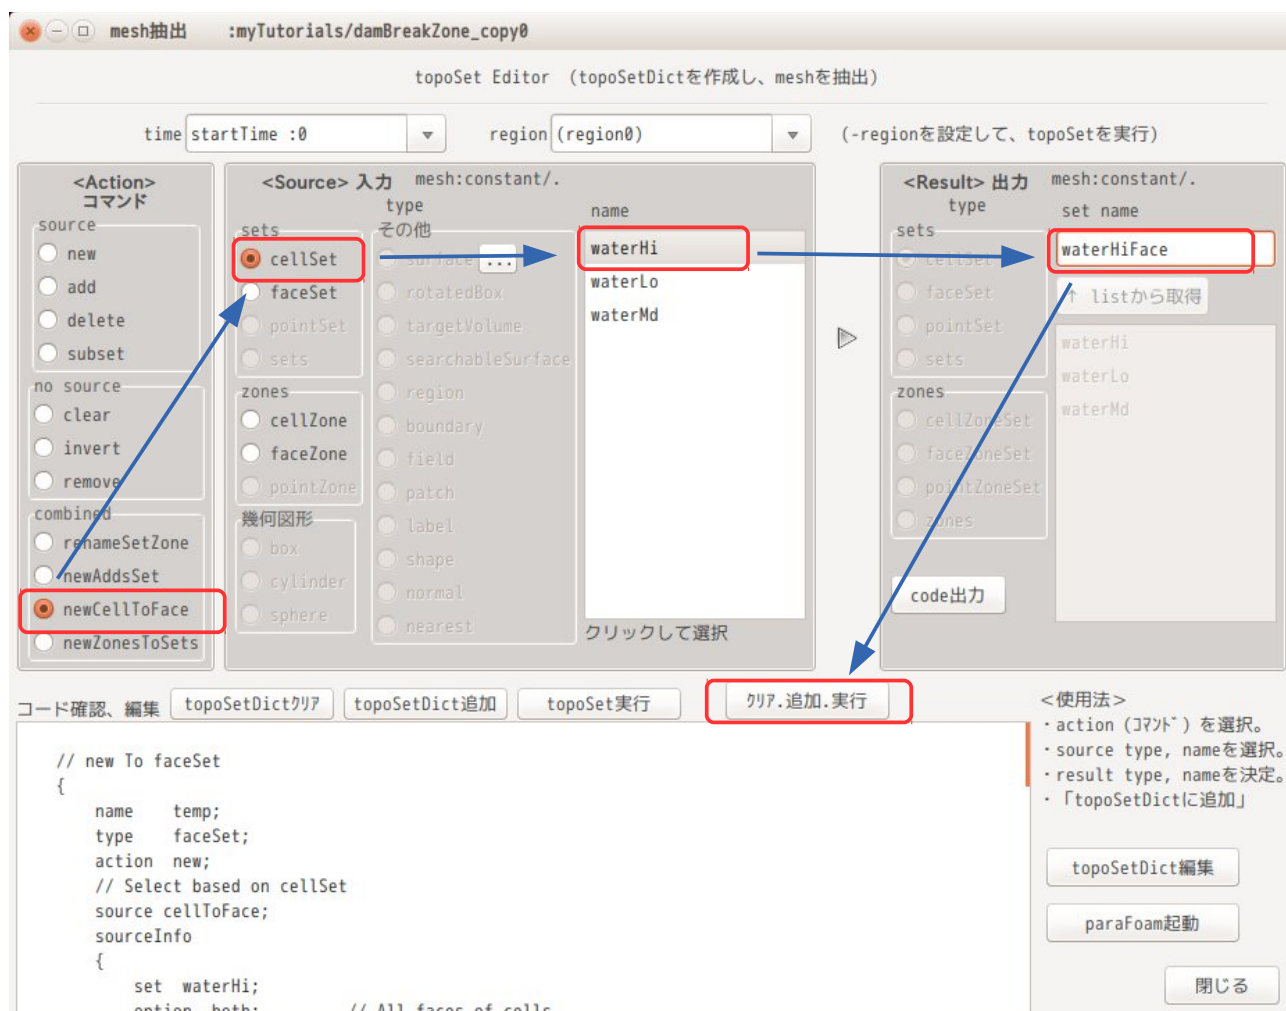 mesh抽出 :myTutorials/damBreakZone_copy0
topoSet Editor （topoSetDictを作成し、meshを抽出）
time startTime :0 region (region0) (-regionを設定して、topoSetを実行)
<Action>
コマンド
source
new
add
delete
subset
no source
clear
invert
remove
combined
renameSetZone
newAddsSet
newCellToFace
newZonesToSets
<Source> 入力 mesh:constant/.
type
sets
cellSet
faceSet
pointSet
sets
zones
cellZone
faceZone
pointZone
幾何図形
box
cylinder
sphere
その他
surface ...
rotatedBox
targetVolume
searchableSurface
region
boundary
field
patch
label
shape
normal
nearest
name
waterHi
waterLo
waterMd
クリックして選択
<Result> 出力 mesh:constant/.
type
sets
cellSet
faceSet
pointSet
sets
zones
cellZoneSet
faceZoneSet
pointZoneSet
zones
code出力
set name
waterHiFace
↑ listから取得
waterHi
waterLo
waterMd
コード確認、編集 topoSetDictｸﾘｱ topoSetDict追加 topoSet実行 ｸﾘｱ.追加.実行
// new To faceSet
{
name temp;
type faceSet;
action new;
// Select based on cellSet
source cellToFace;
sourceInfo
{
set waterHi;
option both; // All faces of cells
＜使用法＞
・action (ｺﾏﾝﾄﾞ) を選択。
・source type, nameを選択。
・result type, nameを決定。
・「topoSetDictに追加」
topoSetDict編集
paraFoam起動
閉じる